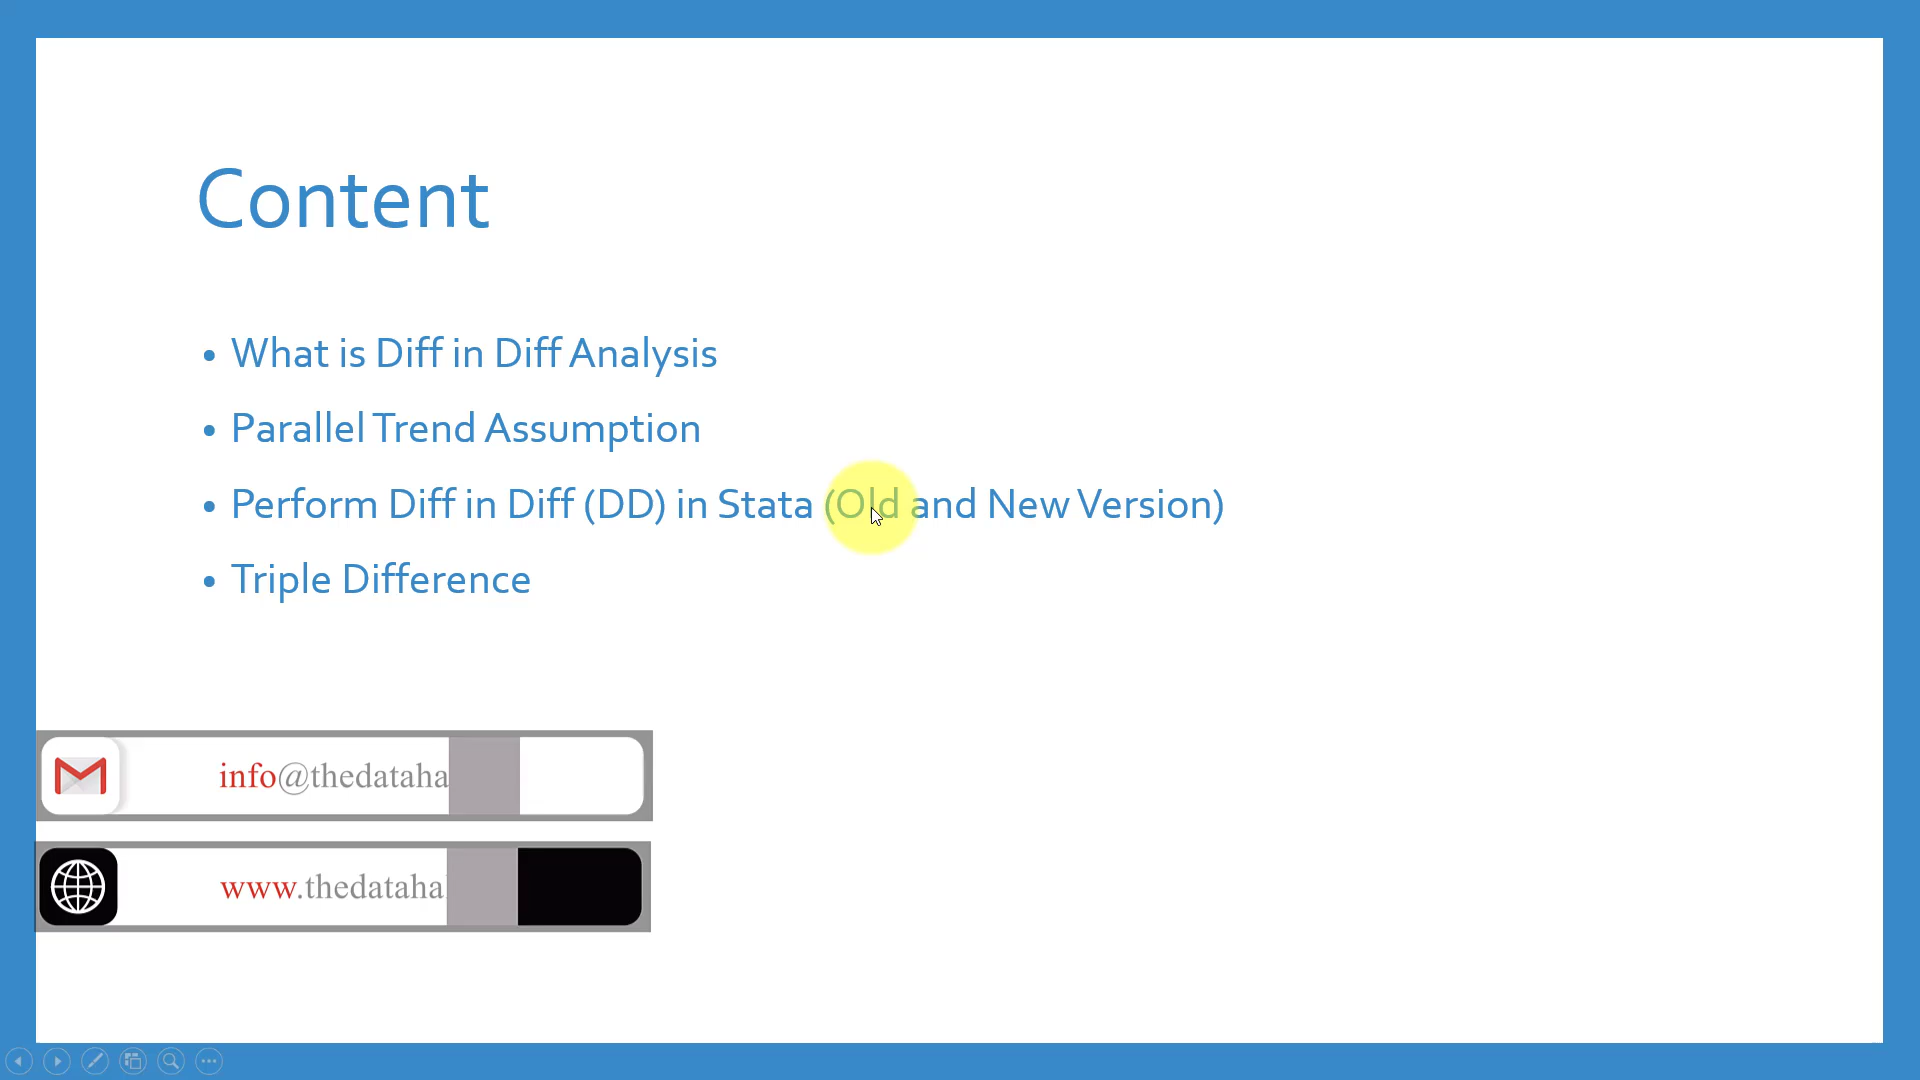 Content
• What is Diff in Diff Analysis
• Parallel Trend Assumption
• Perform Diff in Diff (DD) in Stata (Old and New Version)
• Triple Difference
info@thedataha
www.thedataha